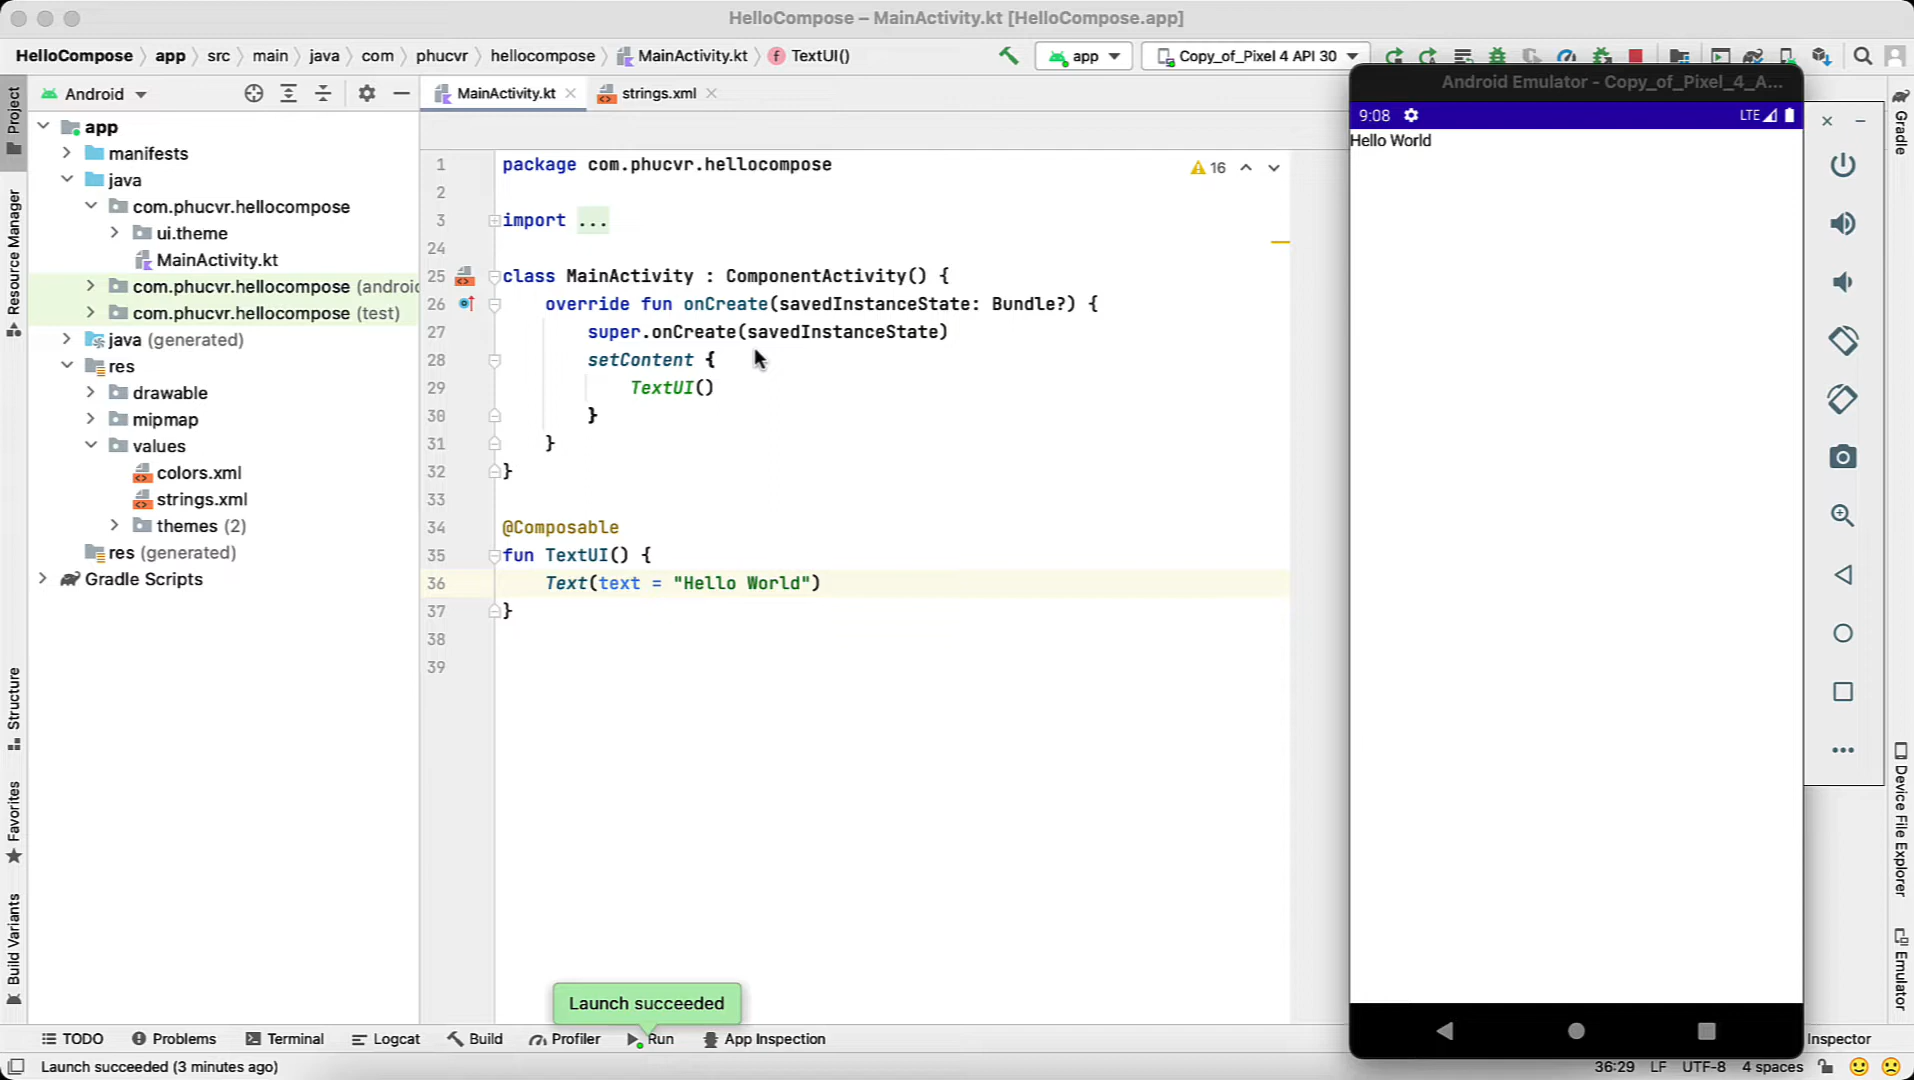 HelloCompose – MainActivity.kt [HelloCompose.app]
HelloCompose app src main java com phucvr hellocompose MainActivity.kt TextUI() app Copy_of_Pixel 4 API 30
Android
MainActivity.kt
strings.xml
Project
Resource Manager
Structure
Favorites
Build Variants
app
manifests
java
com.phucvr.hellocompose
ui.theme
MainActivity.kt
com.phucvr.hellocompose (androi
com.phucvr.hellocompose (test)
java (generated)
res
drawable
mipmap
values
colors.xml
strings.xml
themes (2)
res (generated)
Gradle Scripts
1 package com.phucvr.hellocompose
16
2
3 import ...
24
25 class MainActivity : ComponentActivity() {
26 override fun onCreate(savedInstanceState: Bundle?) {
27 super.onCreate(savedInstanceState)
28 setContent {
29 TextUI()
30 }
31 }
32 }
33
34 @Composable
35 fun TextUI() {
36 Text(text = "Hello World")
37 }
38
39
Android Emulator - Copy_of_Pixel_4_A...
9:08 LTE
Hello World
Gradle
Device File Explorer
Emulator
Launch succeeded
TODO Problems Terminal Logcat Build Profiler Run App Inspection Inspector
Launch succeeded (3 minutes ago) 36:29 LF UTF-8 4 spaces